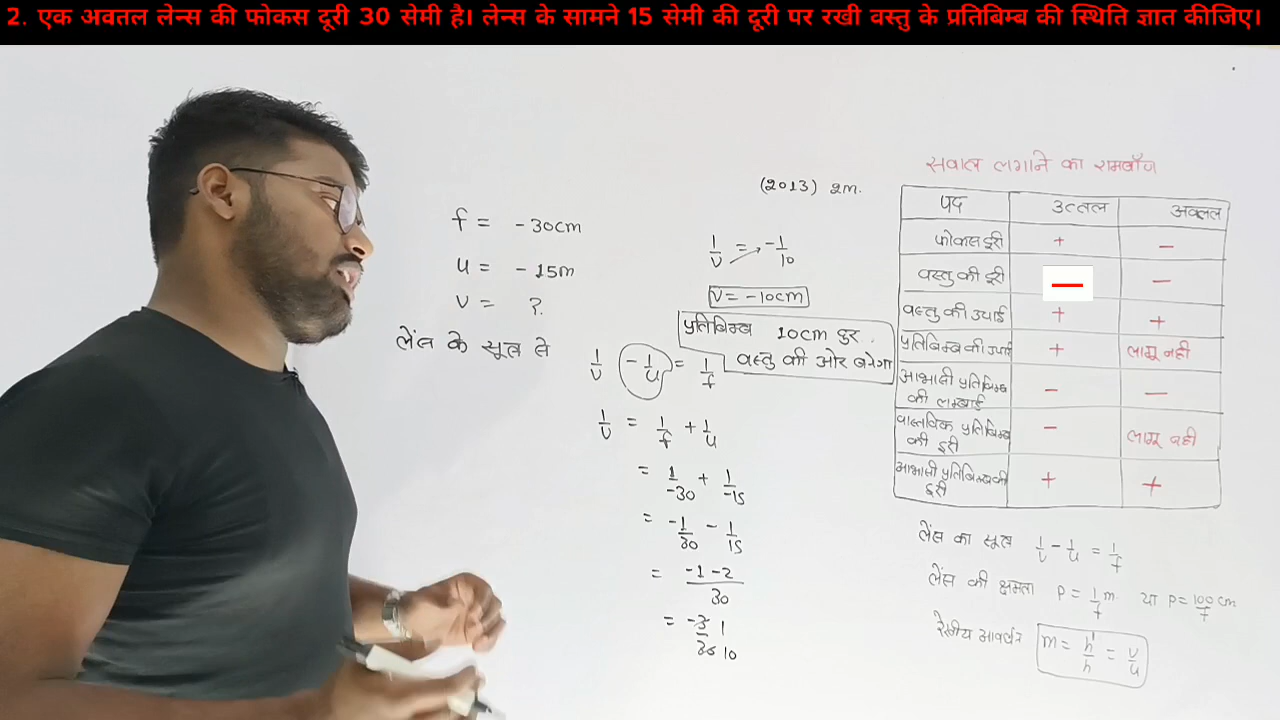 2. एक अवतल लेन्स की फोकस दूरी 30 सेमी है। लेन्स के सामने 15 सेमी की दूरी पर रखी वस्तु के प्रतिबिम्ब की स्थिति ज्ञात कीजिए।
(2013) 2m.
f = -30cm
u = -15m
v = ?
लेंस के सूत्र से
1/v - 1/u = 1/f
1/v = 1/f + 1/u
= 1/-30 + 1/-15
= -1/30 - 1/15
= -1-2/30
= -3/30 1/10
1/v = -1/10
v = -10cm
प्रतिबिम्ब 10cm दुर
वस्तु की ओर बनेगा
सवाल लगाने का रामबाँण
पद उत्तल अवतल
फोकस दूरी + -
वस्तु की दूरी - -
वस्तु की उचाई + +
प्रतिबिम्ब की उचाई + लागू नही
आभासी प्रतिबिम्ब की लम्बाई - -
वास्तविक प्रतिबिम्ब की दूरी - लागू नही
आभासी प्रतिबिम्ब की दूरी + +
लेंस का सूत्र 1/v - 1/u = 1/f
लेंस की क्षमता P = 1/f m या P = 100/f cm
रेखीय आवर्धन m = h'/h = v/u